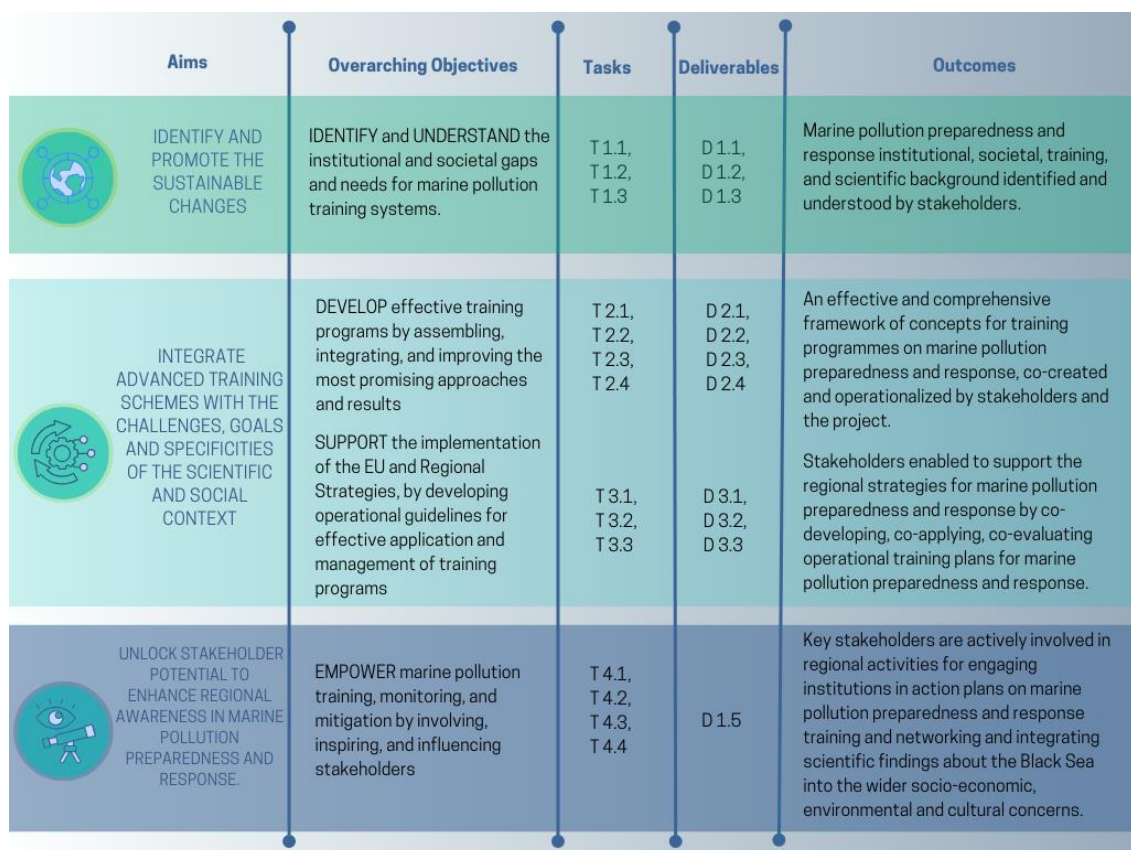 Aims
Overarching Objectives
Tasks
Deliverables
Outcomes
IDENTIFY AND
PROMOTE THE
SUSTAINABLE
CHANGES
IDENTIFY and UNDERSTAND the
institutional and societal gaps
and needs for marine pollution
training systems.
T 1.1,
T 1.2,
T 1.3
D 1.1,
D 1.2,
D 1.3
Marine pollution preparedness and
response institutional, societal, training,
and scientific background identified and
understood by stakeholders.
INTEGRATE
ADVANCED TRAINING
SCHEMES WITH THE
CHALLENGES, GOALS
AND SPECIFICITIES
OF THE SCIENTIFIC
AND SOCIAL
CONTEXT
DEVELOP effective training
programs by assembling,
integrating, and improving the
most promising approaches
and results
T 2.1,
T 2.2,
T 2.3,
T 2.4
D 2.1,
D 2.2,
D 2.3,
D 2.4
An effective and comprehensive
framework of concepts for training
programmes on marine pollution
preparedness and response, co-created
and operationalized by stakeholders and
the project.
SUPPORT the implementation
of the EU and Regional
Strategies, by developing
operational guidelines for
effective application and
management of training
programs
T 3.1,
T 3.2,
T 3.3
D 3.1,
D 3.2,
D 3.3
Stakeholders enabled to support the
regional strategies for marine pollution
preparedness and response by co-
developing, co-applying, co-evaluating
operational training plans for marine
pollution preparedness and response.
UNLOCK STAKEHOLDER
POTENTIAL TO
ENHANCE REGIONAL
AWARENESS IN MARINE
POLLUTION
PREPAREDNESS AND
RESPONSE.
EMPOWER marine pollution
training, monitoring, and
mitigation by involving,
inspiring, and influencing
stakeholders
T 4.1,
T 4.2,
T 4.3,
T 4.4
D 1.5
Key stakeholders are actively involved in
regional activities for engaging
institutions in action plans on marine
pollution preparedness and response
training and networking and integrating
scientific findings about the Black Sea
into the wider socio-economic,
environmental and cultural concerns.